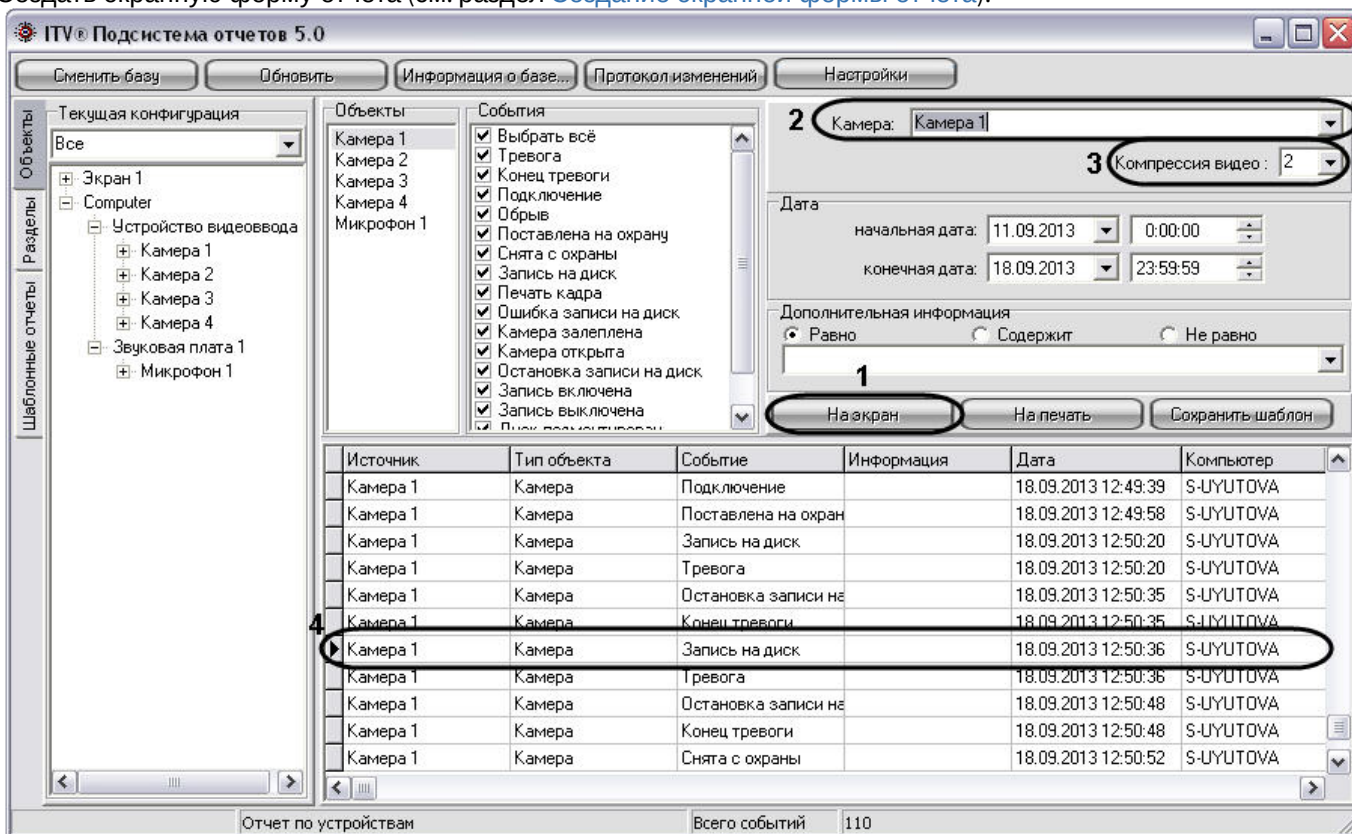 Создать экранную форму отчета (см. раздел Создание экранной формы отчета).
ITV® Подсистема отчетов 5.0
Сменить базу Обновить Информация о базе... Протокол изменений Настройки
Объекты
Разделы
Шаблонные отчеты
Текущая конфигурация
Все
Экран 1
Computer
Устройство видеоввода
Камера 1
Камера 2
Камера 3
Камера 4
Звуковая плата 1
Микрофон 1
Объекты
Камера 1
Камера 2
Камера 3
Камера 4
Микрофон 1
События
Выбрать всё
Тревога
Конец тревоги
Подключение
Обрыв
Поставлена на охрану
Снята с охраны
Запись на диск
Печать кадра
Ошибка записи на диск
Камера залеплена
Камера открыта
Остановка записи на диск
Запись включена
Запись выключена
2 Камера: Камера 1
3 Компрессия видео : 2
Дата
начальная дата: 11.09.2013 0:00:00
конечная дата: 18.09.2013 23:59:59
Дополнительная информация
Равно Содержит Не равно
1
На экран На печать Сохранить шаблон
Источник Тип объекта Событие Информация Дата Компьютер
Камера 1 Камера Подключение 18.09.2013 12:49:39 S-UYUTOVA
Камера 1 Камера Поставлена на охран 18.09.2013 12:49:58 S-UYUTOVA
Камера 1 Камера Запись на диск 18.09.2013 12:50:20 S-UYUTOVA
Камера 1 Камера Тревога 18.09.2013 12:50:20 S-UYUTOVA
Камера 1 Камера Остановка записи на 18.09.2013 12:50:35 S-UYUTOVA
Камера 1 Камера Конец тревоги 18.09.2013 12:50:35 S-UYUTOVA
4 Камера 1 Камера Запись на диск 18.09.2013 12:50:36 S-UYUTOVA
Камера 1 Камера Тревога 18.09.2013 12:50:36 S-UYUTOVA
Камера 1 Камера Остановка записи на 18.09.2013 12:50:48 S-UYUTOVA
Камера 1 Камера Конец тревоги 18.09.2013 12:50:48 S-UYUTOVA
Камера 1 Камера Снята с охраны 18.09.2013 12:50:52 S-UYUTOVA
Отчет по устройствам Всего событий 110